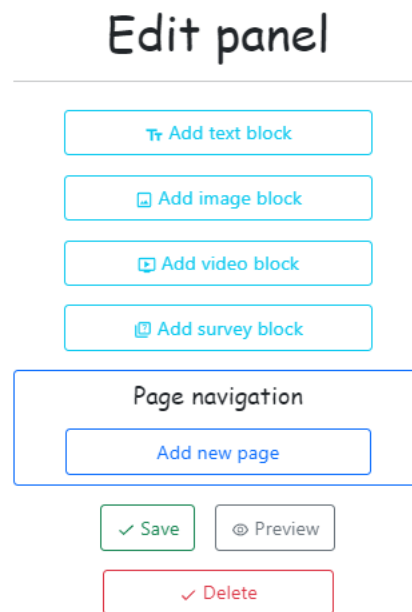 Edit panel
Add text block
Add image block
Add video block
Add survey block
Page navigation
Add new page
Save
Preview
Delete